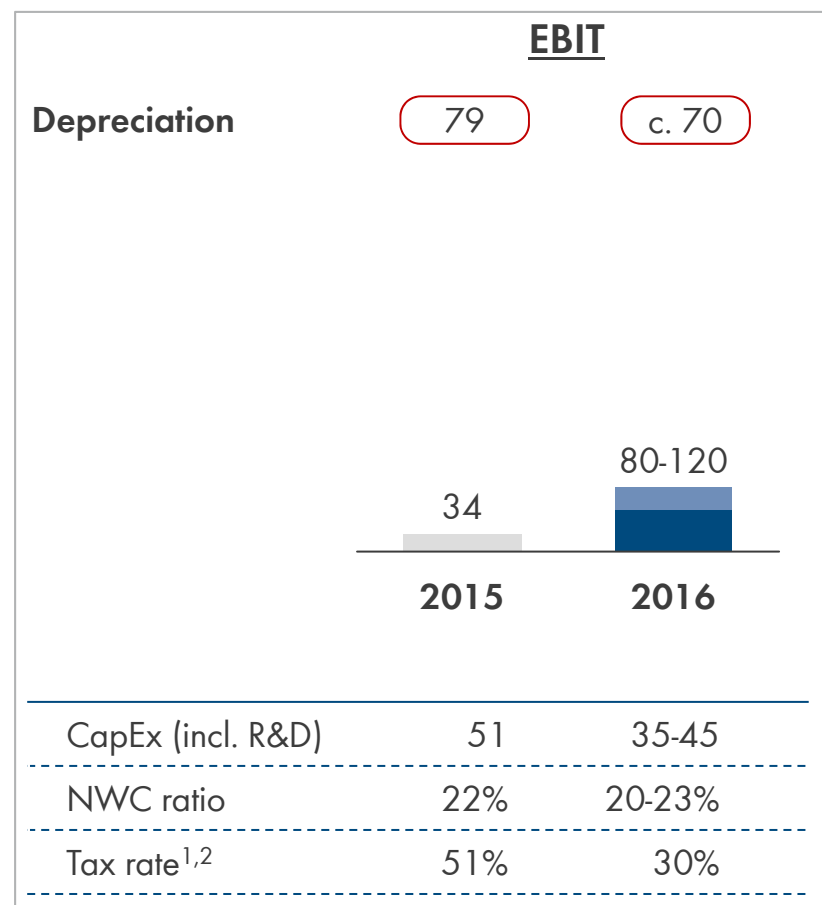 EBIT
Depreciation 79 c. 70
80-120
34
2015 2016
CapEx (incl. R&D) 51 35-45
NWC ratio 22% 20-23%
Tax rate1,2 51% 30%